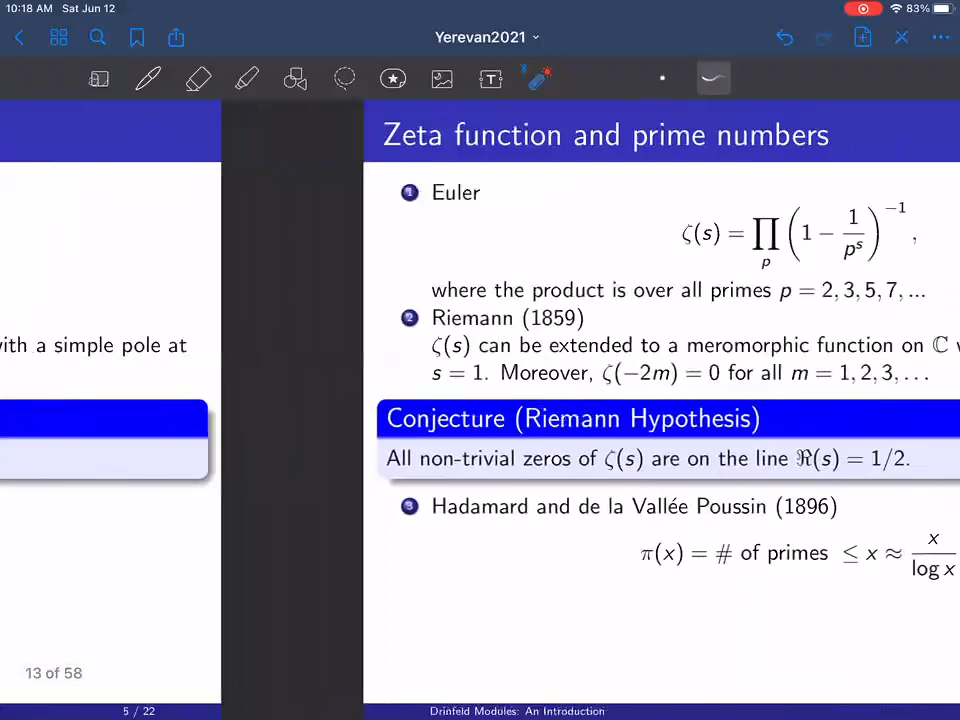 10:18 AM Sat Jun 12
83%
Yerevan2021
T
Zeta function and prime numbers
1 Euler
ζ(s) = ∏_p (1 − 1/p^s)^{−1},
where the product is over all primes p = 2, 3, 5, 7, ...
2 Riemann (1859)
ith a simple pole at
ζ(s) can be extended to a meromorphic function on ℂ
s = 1. Moreover, ζ(−2m) = 0 for all m = 1, 2, 3, . . .
Conjecture (Riemann Hypothesis)
All non-trivial zeros of ζ(s) are on the line ℜ(s) = 1/2.
3 Hadamard and de la Vallée Poussin (1896)
π(x) = # of primes ≤ x ≈ x / log x
13 of 58
5 / 22
Drinfeld Modules: An Introduction